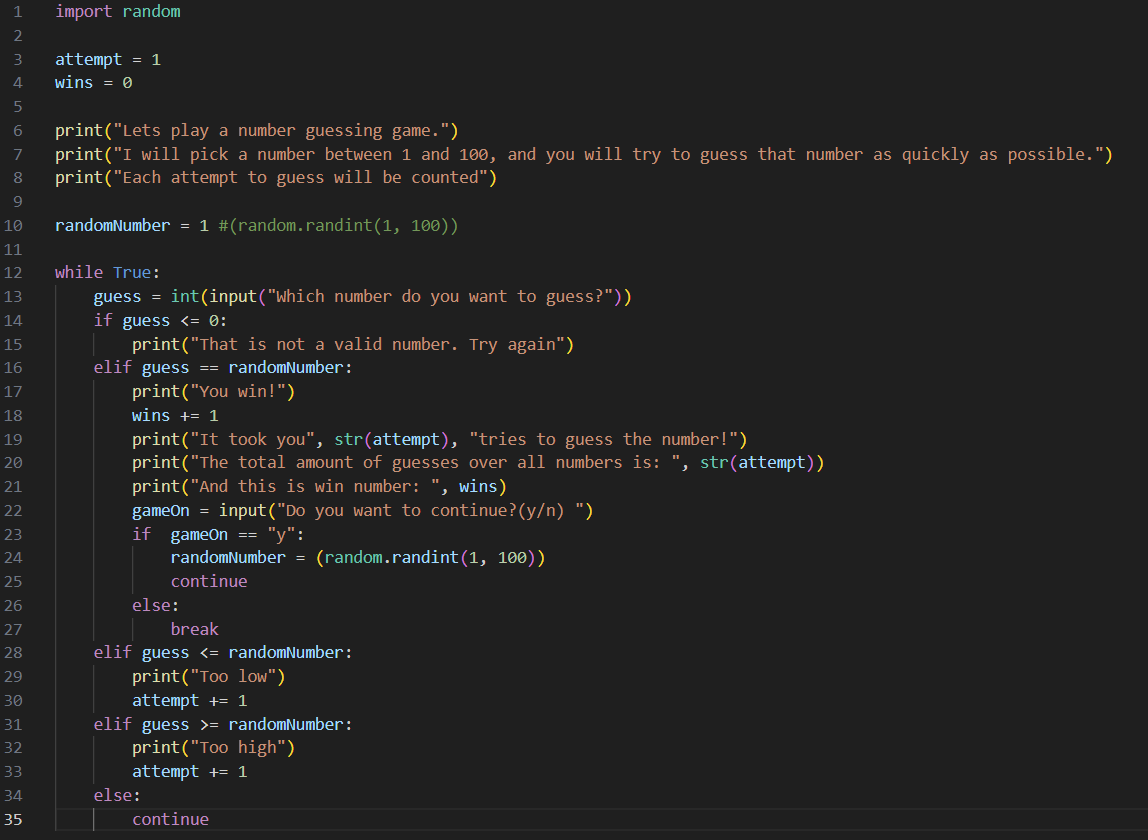 1 import random
2
3 attempt = 1
4 wins = 0
5
6 print("Lets play a number guessing game.")
7 print("I will pick a number between 1 and 100, and you will try to guess that number as quickly as possible.")
8 print("Each attempt to guess will be counted")
9
10 randomNumber = 1 #(random.randint(1, 100))
11
12 while True:
13     guess = int(input("Which number do you want to guess?"))
14     if guess <= 0:
15         print("That is not a valid number. Try again")
16     elif guess == randomNumber:
17         print("You win!")
18         wins += 1
19         print("It took you", str(attempt), "tries to guess the number!")
20         print("The total amount of guesses over all numbers is: ", str(attempt))
21         print("And this is win number: ", wins)
22         gameOn = input("Do you want to continue?(y/n) ")
23         if  gameOn == "y":
24             randomNumber = (random.randint(1, 100))
25             continue
26         else:
27             break
28     elif guess <= randomNumber:
29         print("Too low")
30         attempt += 1
31     elif guess >= randomNumber:
32         print("Too high")
33         attempt += 1
34     else:
35         continue